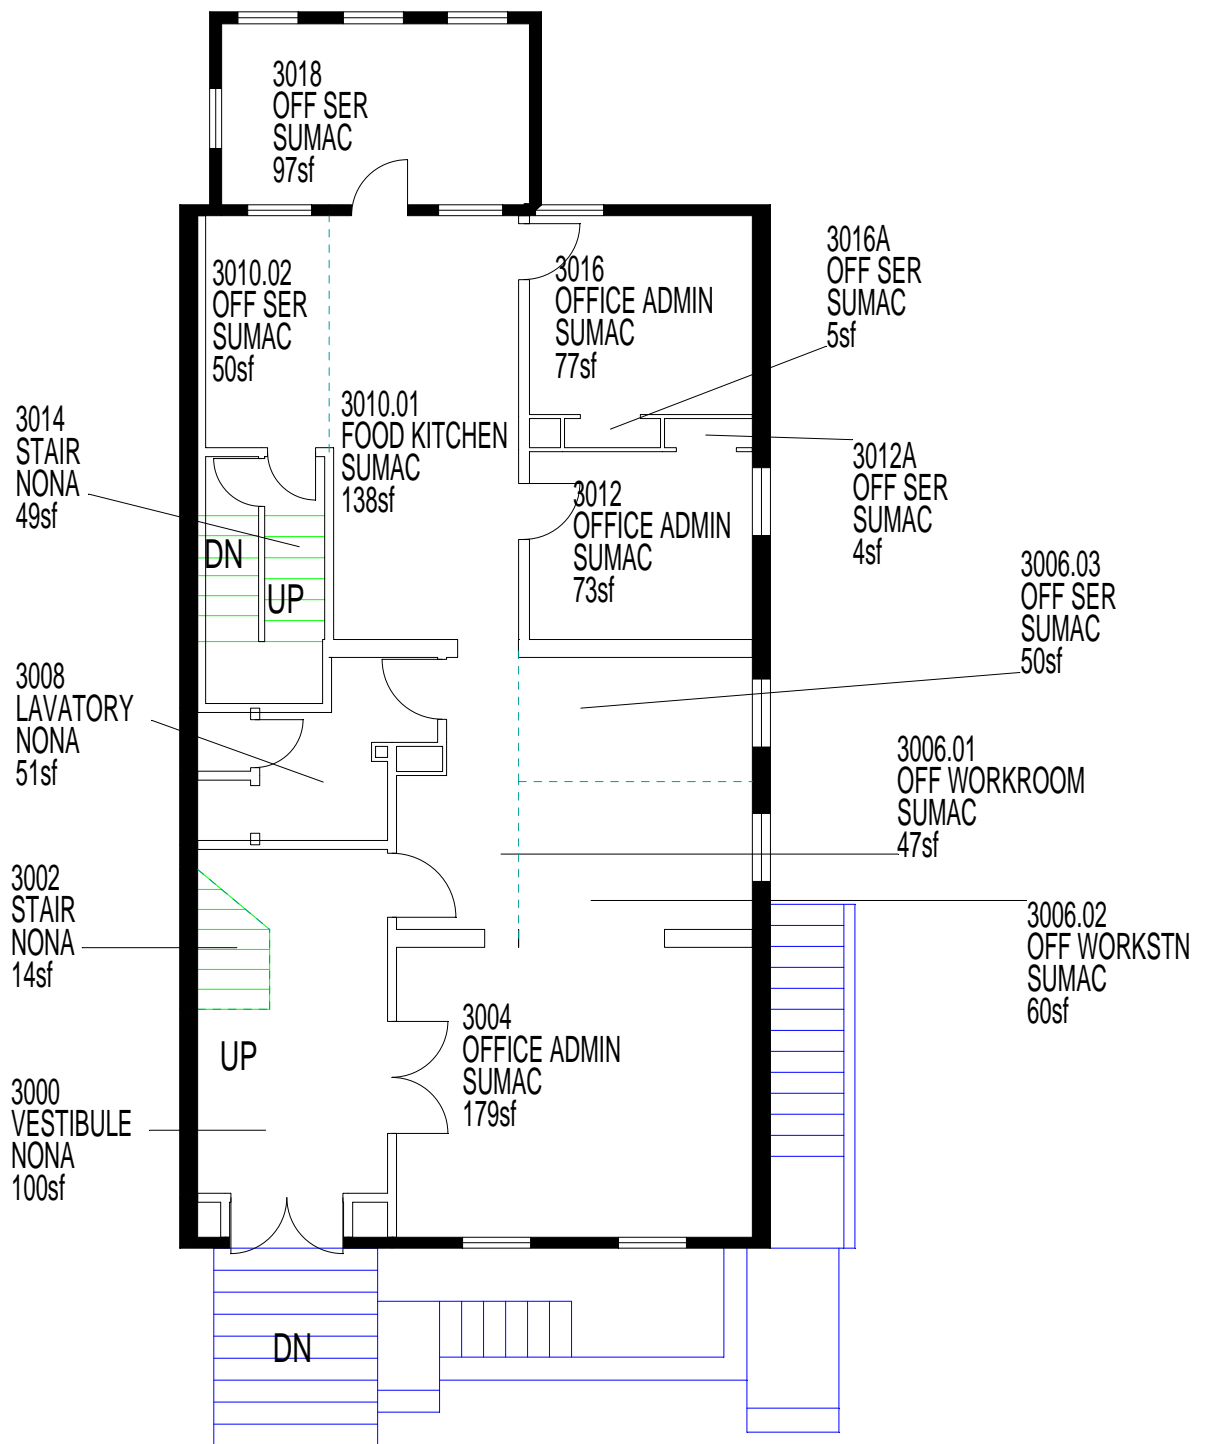 3018
OFF SER
SUMAC
97sf
3016A
OFF SER
SUMAC
5sf
3010.02
OFF SER
SUMAC
50sf
3016
OFFICE ADMIN
SUMAC
77sf
3010.01
FOOD KITCHEN
SUMAC
138sf
3014
STAIR
NONA
49sf
3012A
OFF SER
SUMAC
4sf
3012
OFFICE ADMIN
SUMAC
73sf
DN
UP
3006.03
OFF SER
SUMAC
50sf
3008
LAVATORY
NONA
51sf
3006.01
OFF WORKROOM
SUMAC
47sf
3002
STAIR
NONA
14sf
3006.02
OFF WORKSTN
SUMAC
60sf
3004
OFFICE ADMIN
SUMAC
179sf
UP
3000
VESTIBULE
NONA
100sf
DN